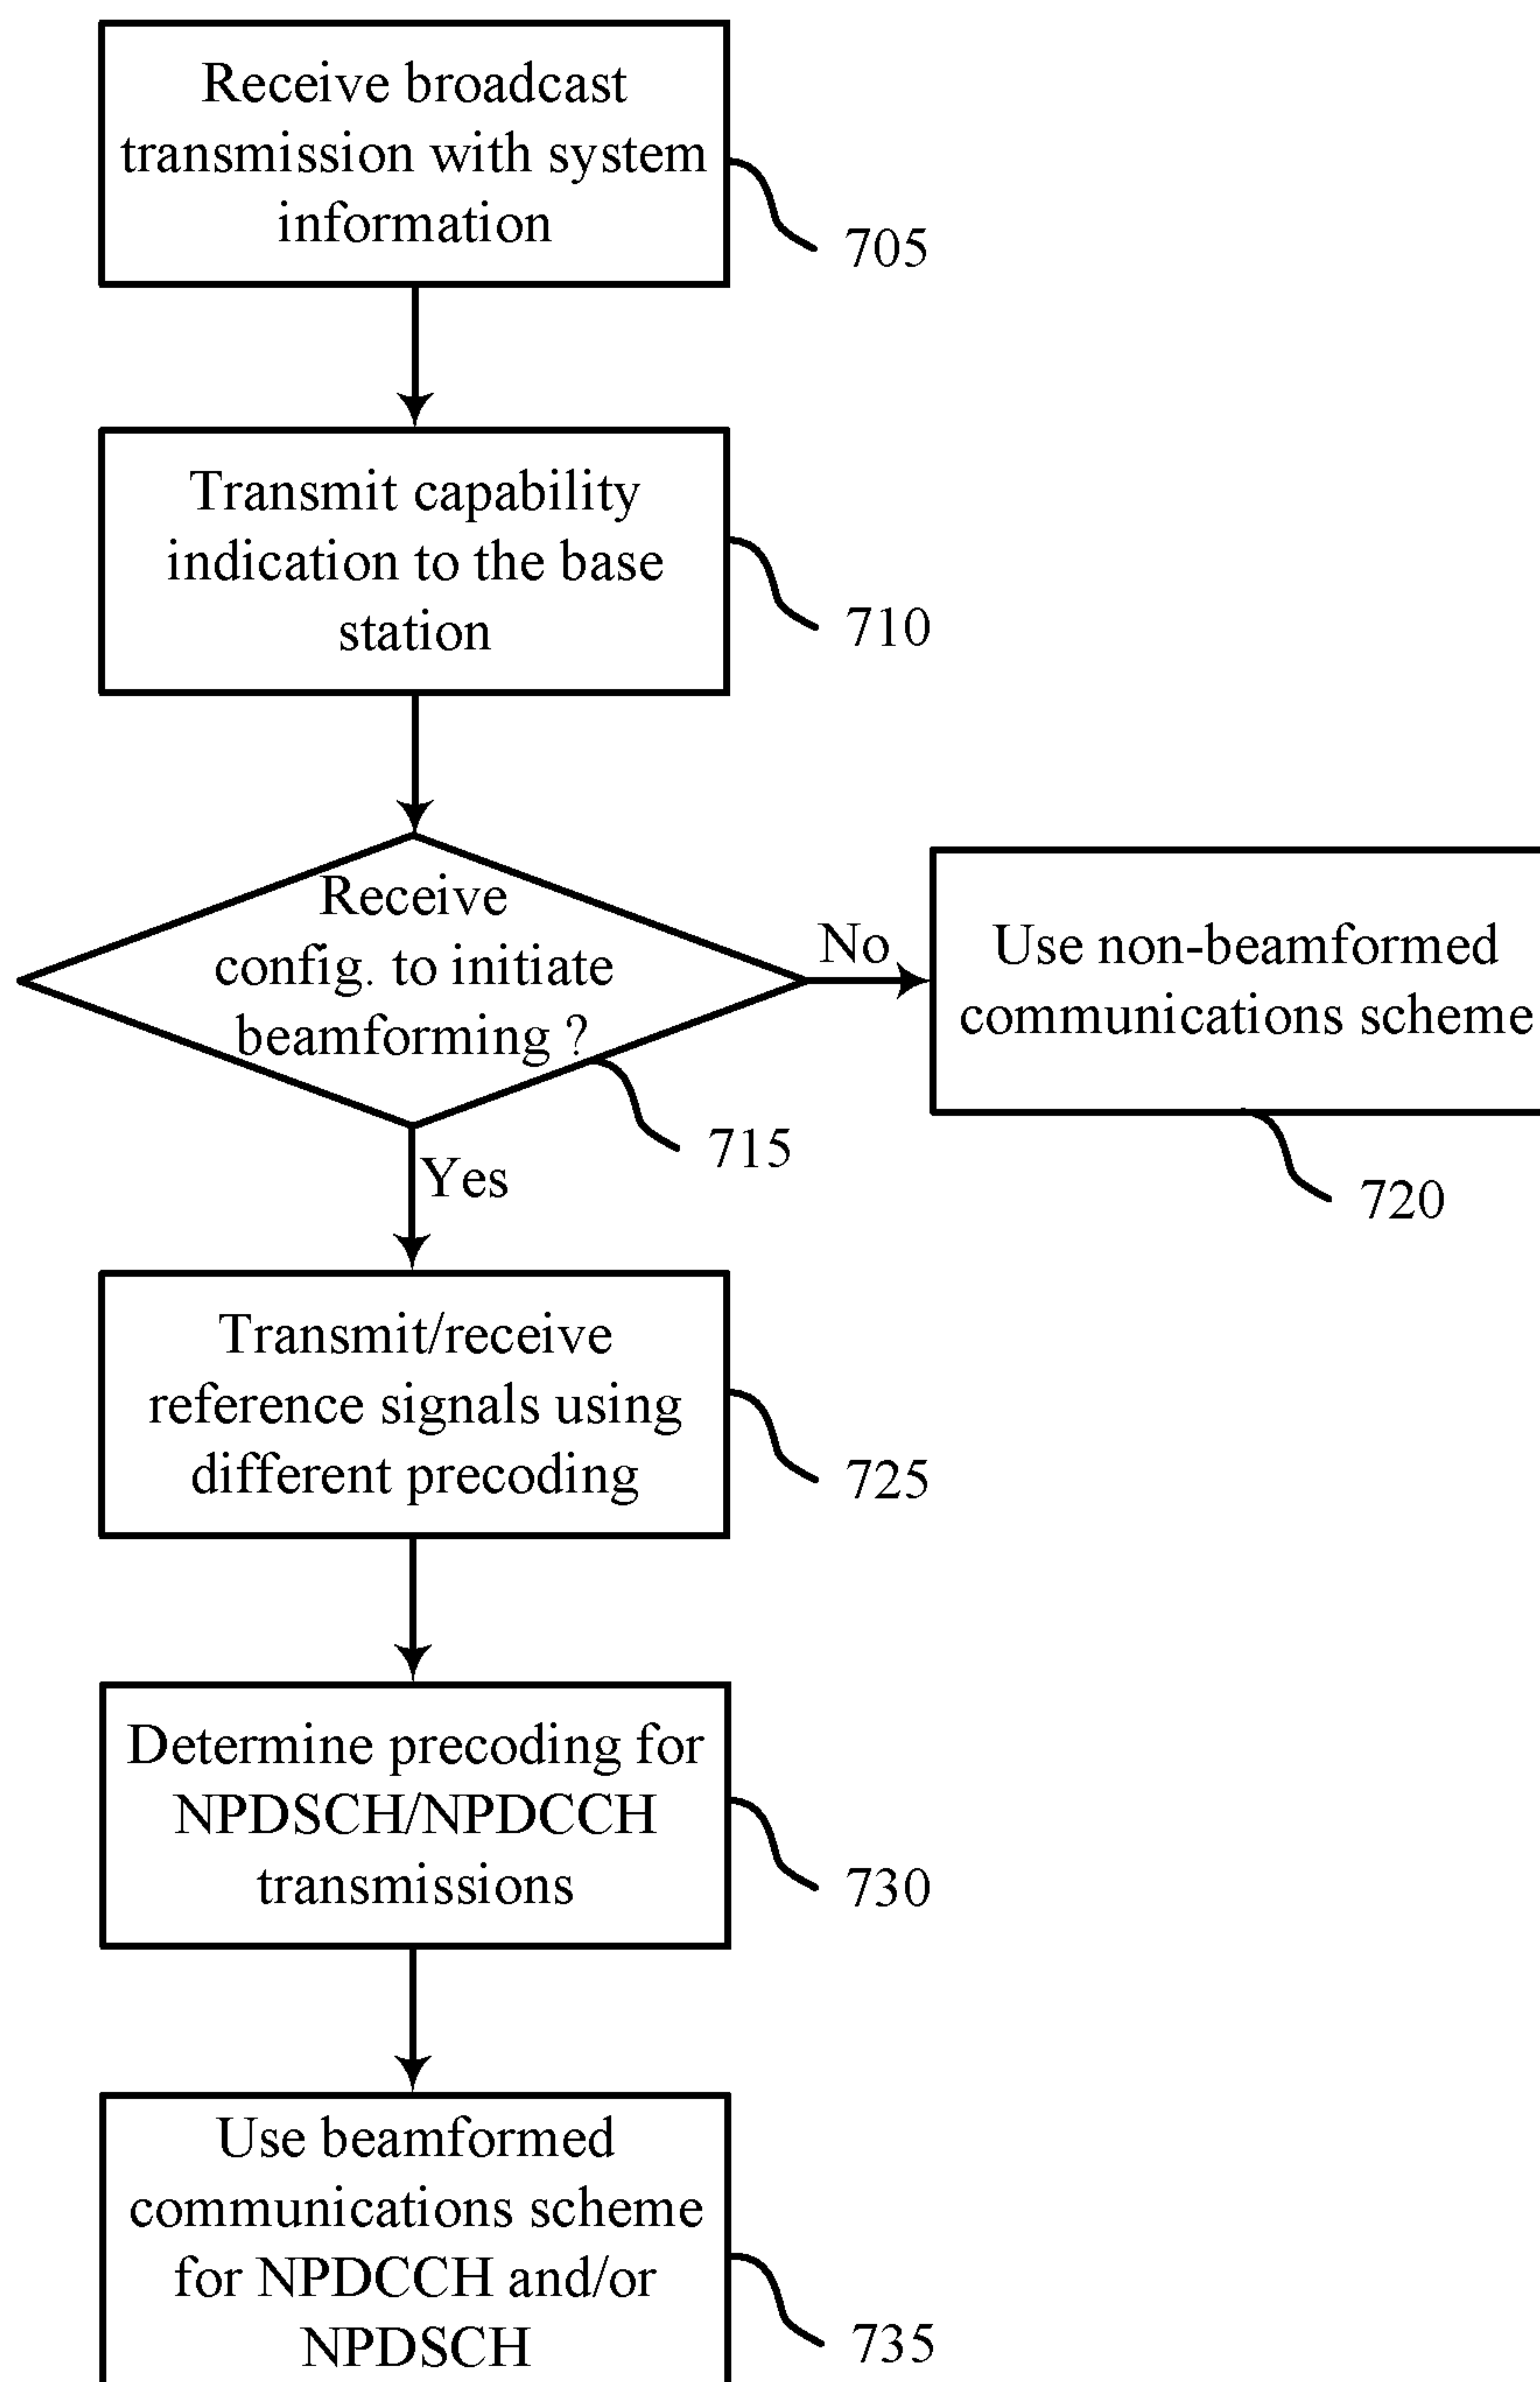 Receive broadcast
transmission with system
information
705
Transmit capability
indication to the base
station
710
Receive
config. to initiate
beamforming ?
715
No
Use non-beamformed
communications scheme
720
Yes
Transmit/receive
reference signals using
different precoding
725
Determine precoding for
NPDSCH/NPDCCH
transmissions
730
Use beamformed
communications scheme
for NPDCCH and/or
NPDSCH
735